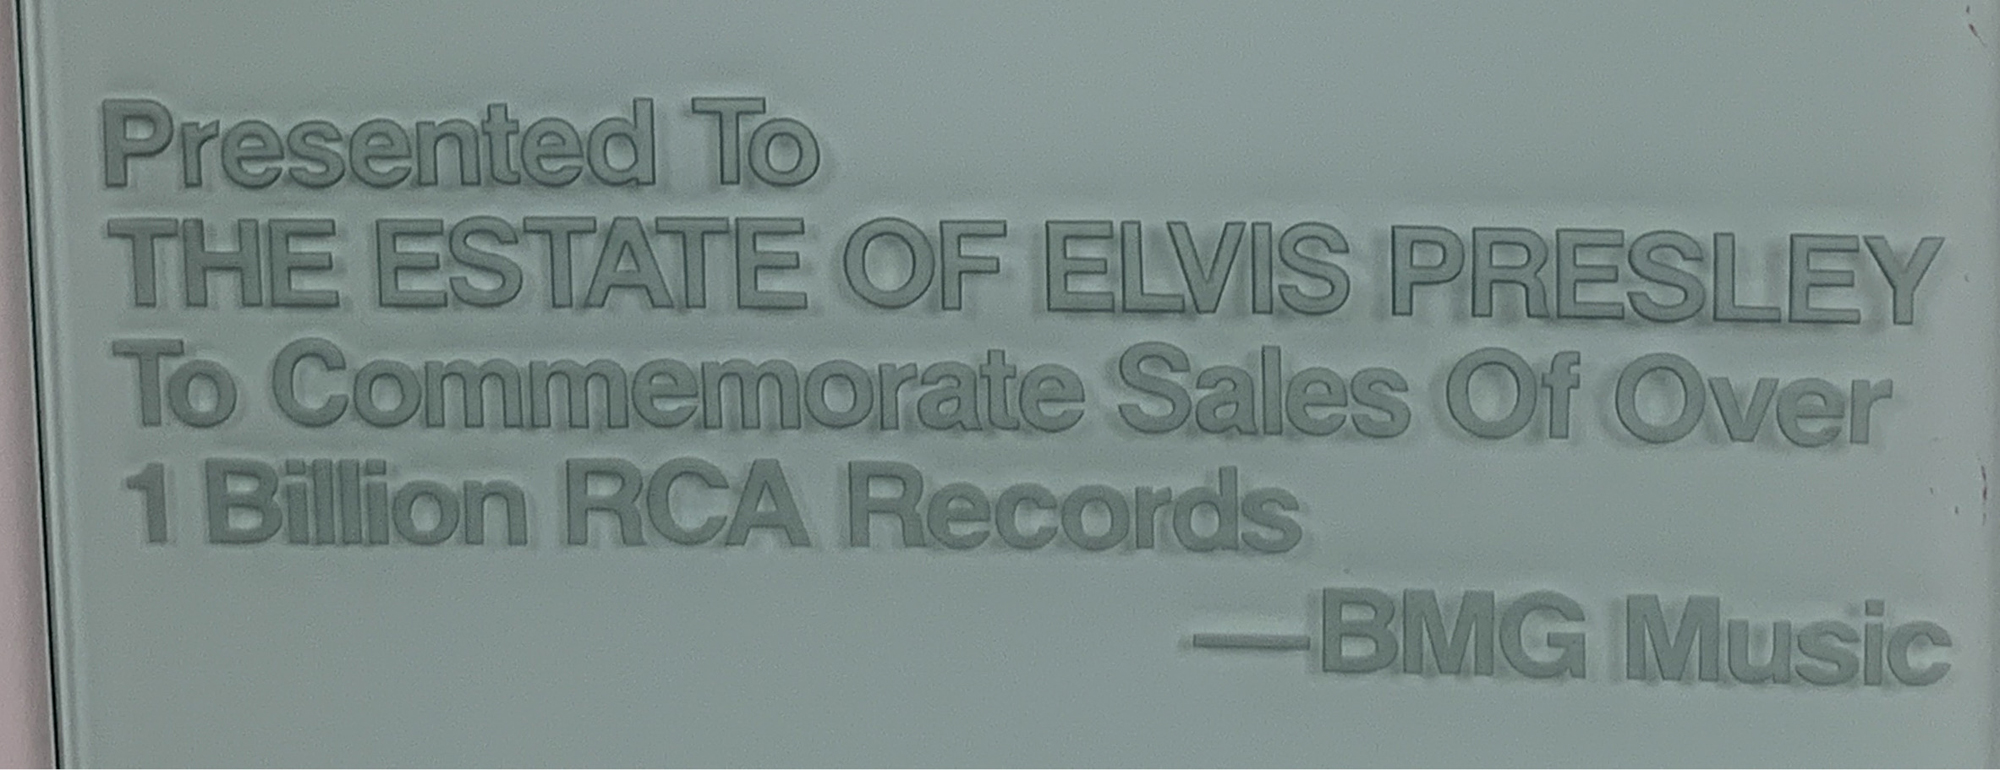 Presented To
THE ESTATE OF ELVIS PRESLEY
To Commemorate Sales Of Over
1 Billion RCA Records
—BMG Music